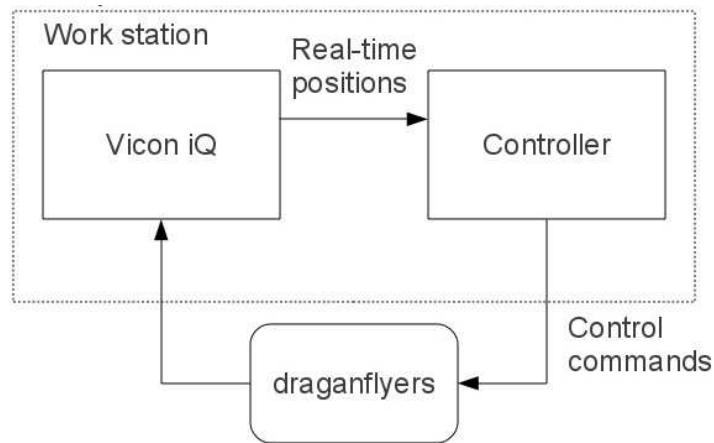 Work station
Real-time
positions
Vicon iQ
Controller
Control
commands
draganflyers